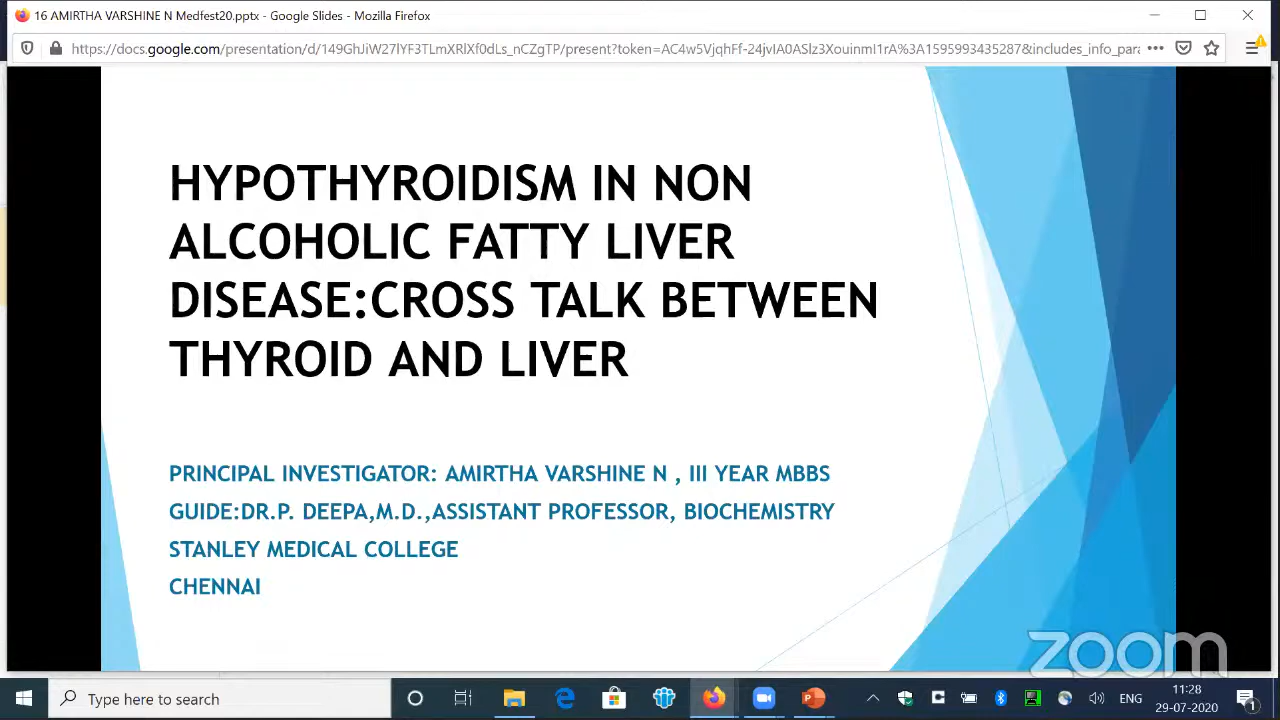 16 AMIRTHA VARSHINE N Medfest20.pptx - Google Slides - Mozilla Firefox
https://docs.google.com/presentation/d/149GhJiW27lYF3TLmXRlXf0dLs_nCZgTP/present?token=AC4w5VjqhFf-24jvIA0ASlz3XouinmI1rA%3A1595993435287&includes_info_para
HYPOTHYROIDISM IN NON
ALCOHOLIC FATTY LIVER
DISEASE:CROSS TALK BETWEEN
THYROID AND LIVER
PRINCIPAL INVESTIGATOR: AMIRTHA VARSHINE N , III YEAR MBBS
GUIDE:DR.P. DEEPA,M.D.,ASSISTANT PROFESSOR, BIOCHEMISTRY
STANLEY MEDICAL COLLEGE
CHENNAI
zoom
Type here to search
ENG
11:28
29-07-2020
1